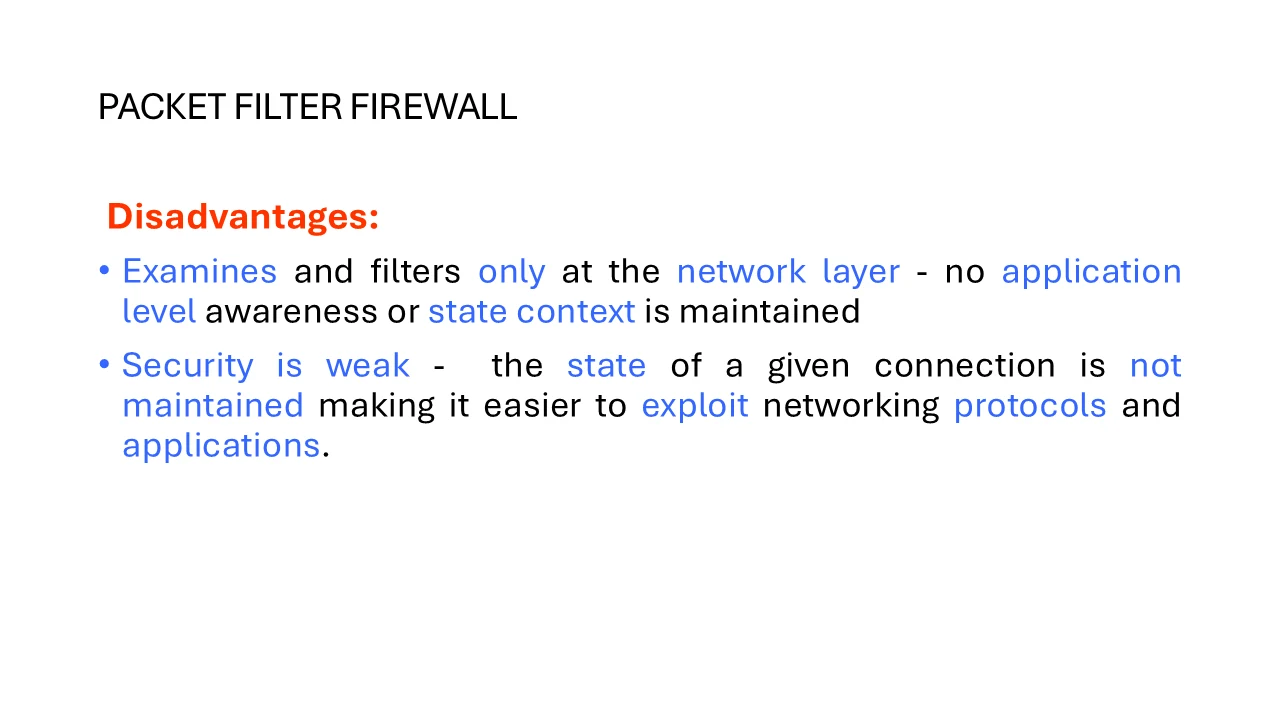 PACKET FILTER FIREWALL
Disadvantages:
• Examines and filters only at the network layer - no application
level awareness or state context is maintained
• Security is weak -  the state of a given connection is not
maintained making it easier to exploit networking protocols and
applications.